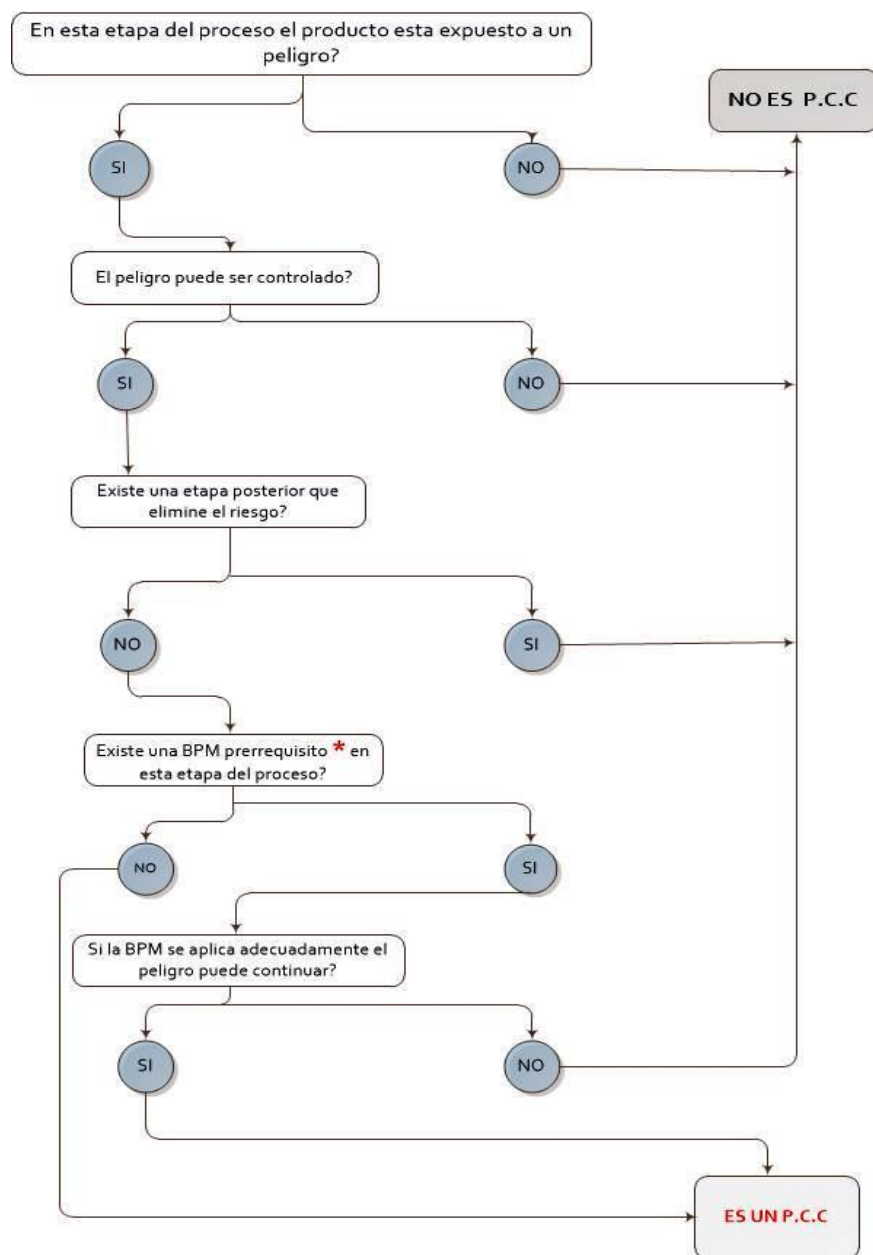 En esta etapa del proceso el producto esta expuesto a un
peligro?
NO ES P.C.C
SI
NO
El peligro puede ser controlado?
SI
NO
Existe una etapa posterior que
elimine el riesgo?
NO
SI
Existe una BPM prerrequisito * en
esta etapa del proceso?
NO
SI
Si la BPM se aplica adecuadamente el
peligro puede continuar?
SI
NO
ES UN P.C.C